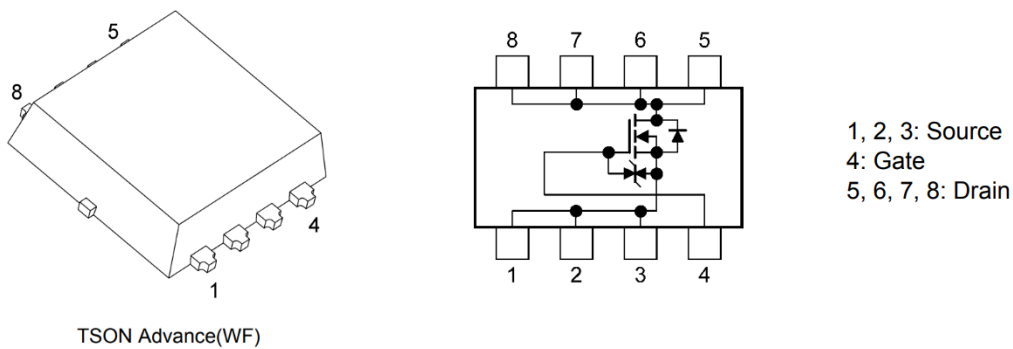 5
8
4
1
TSON Advance(WF)
8 7 6 5
1 2 3 4
1, 2, 3: Source
4: Gate
5, 6, 7, 8: Drain